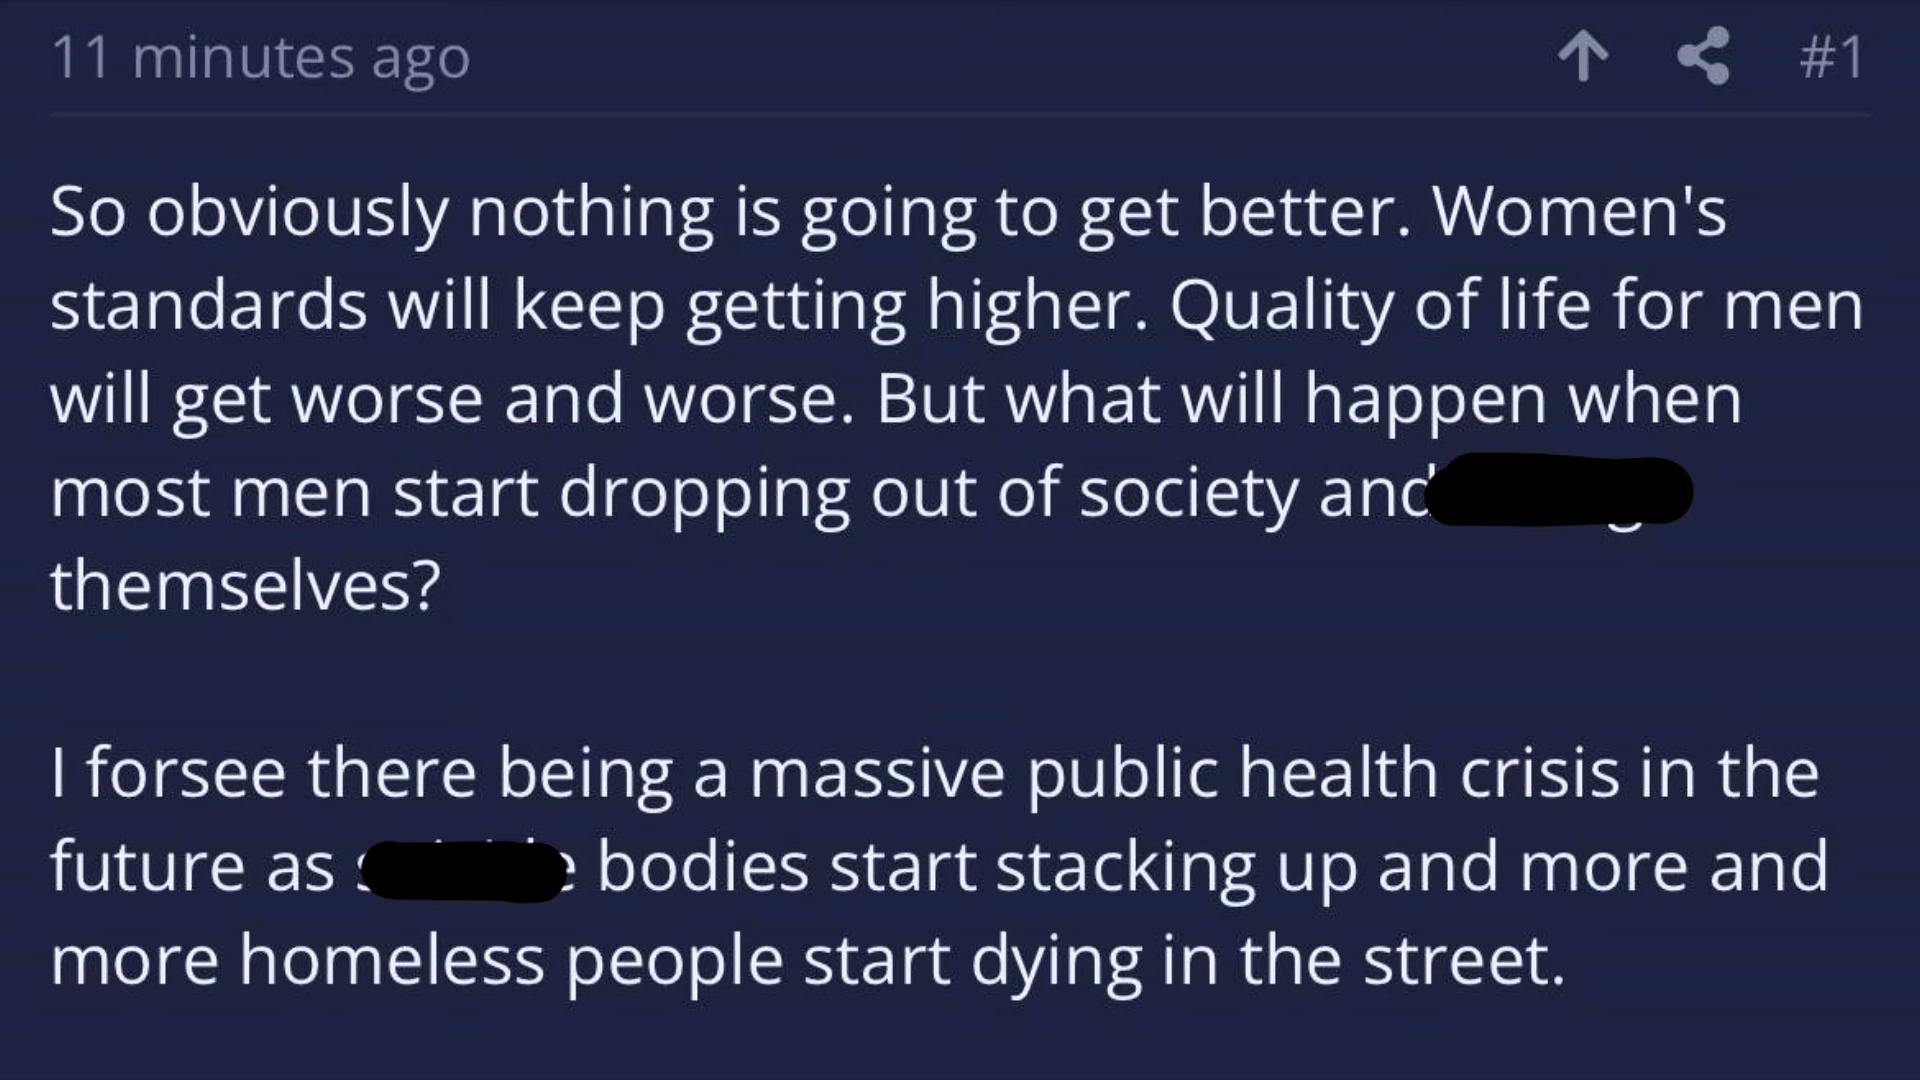 11 minutes ago #1
So obviously nothing is going to get better. Women's
standards will keep getting higher. Quality of life for men
will get worse and worse. But what will happen when
most men start dropping out of society and
themselves?
I forsee there being a massive public health crisis in the
future as bodies start stacking up and more and
more homeless people start dying in the street.